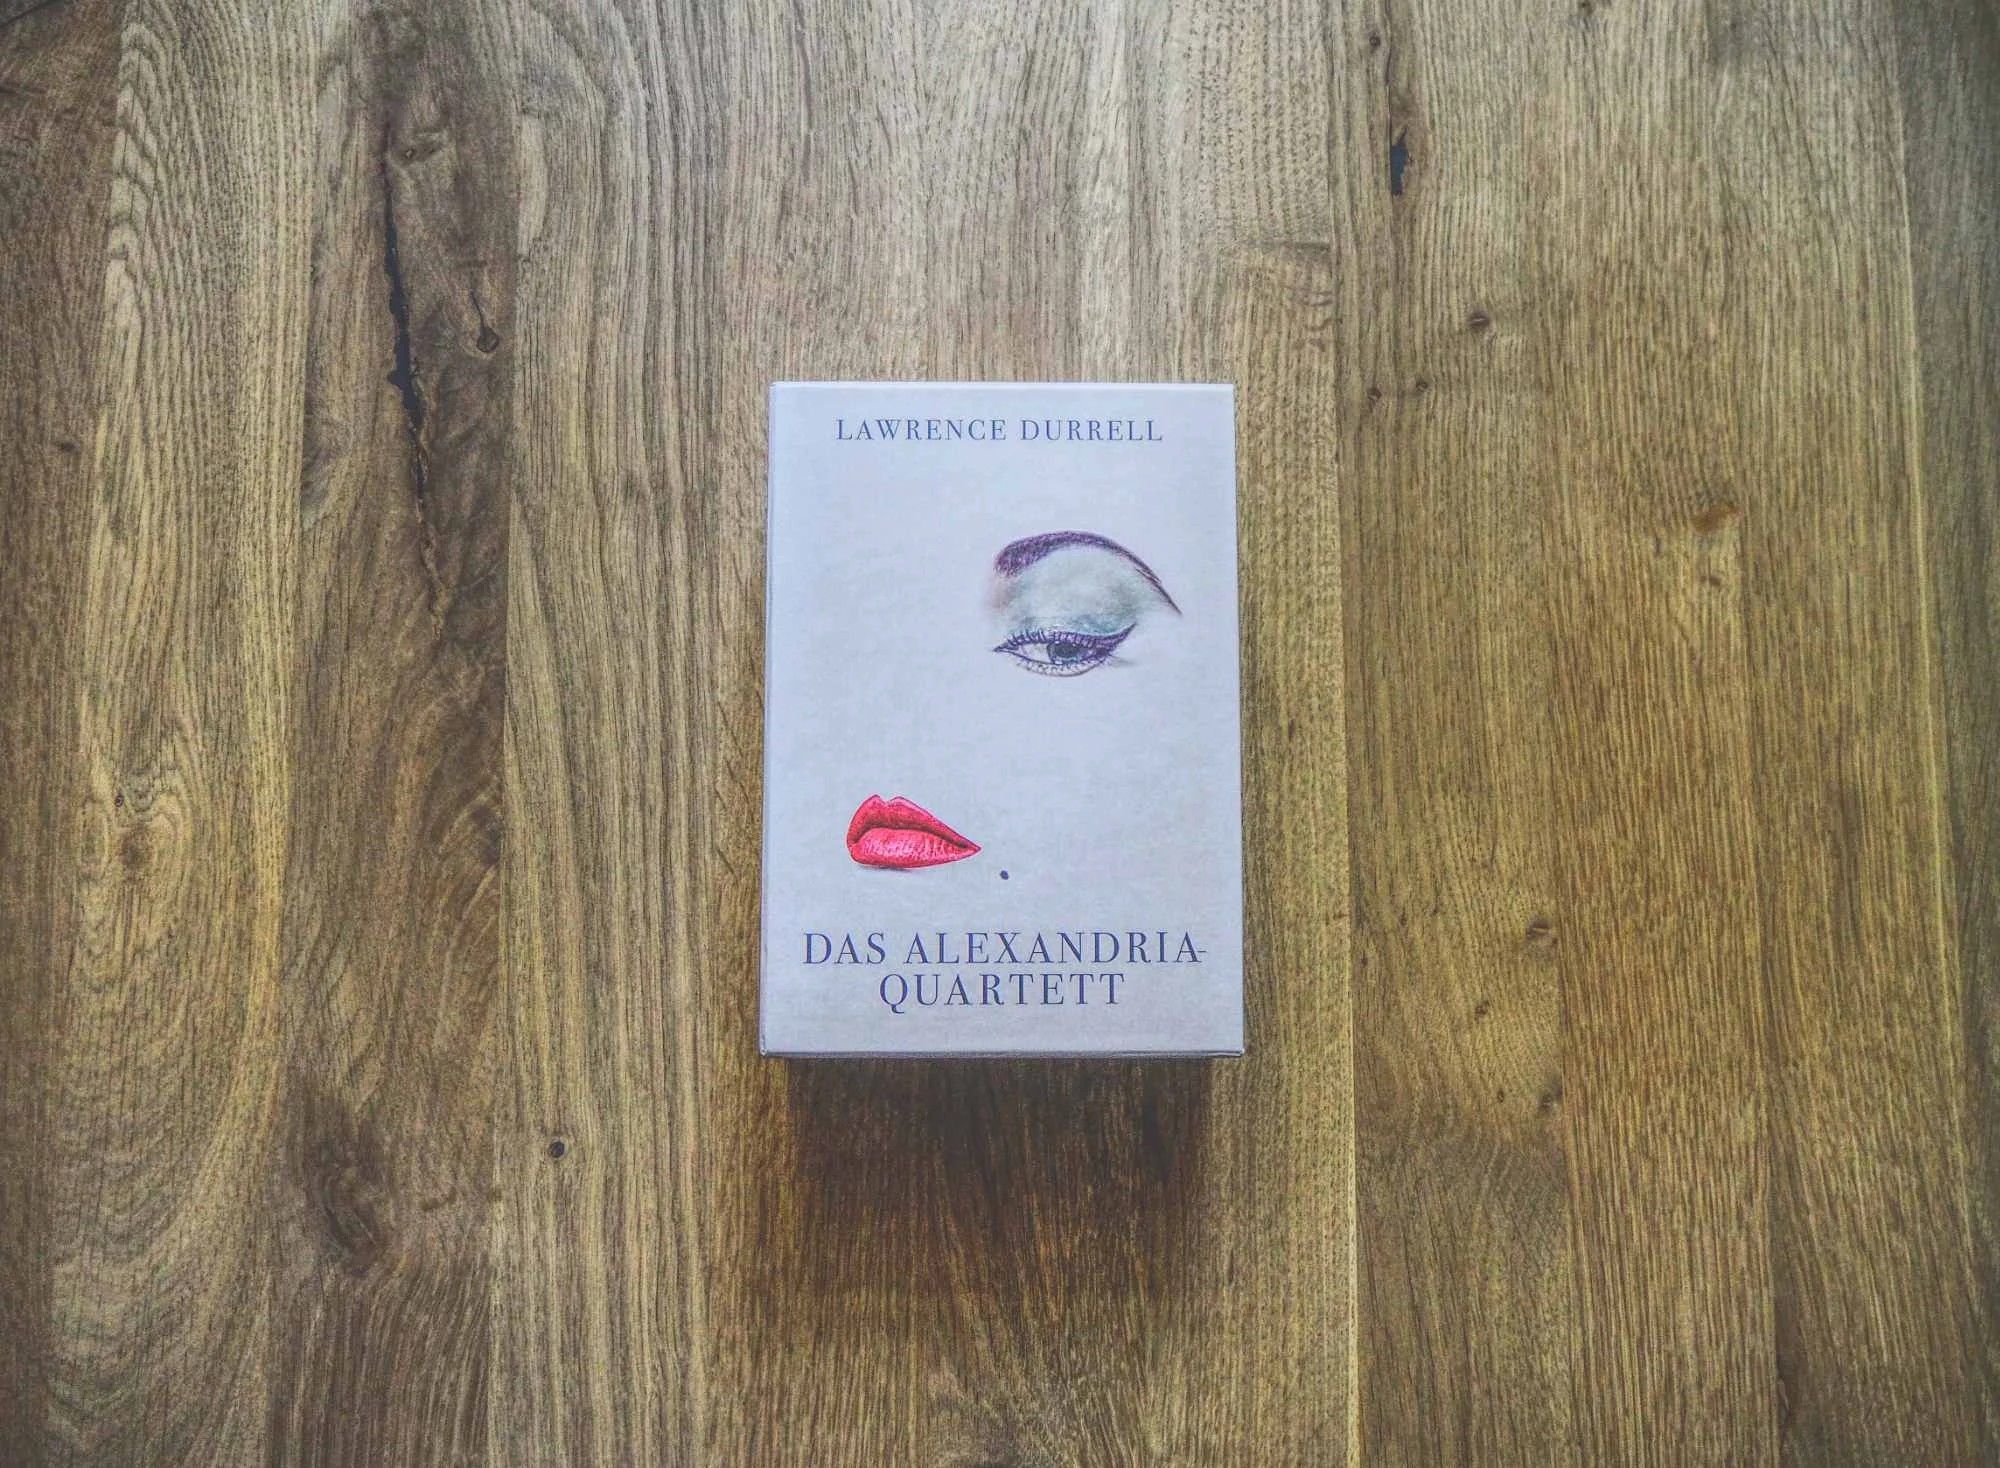 LAWRENCE DURRELL
DAS ALEXANDRIA-
QUARTETT